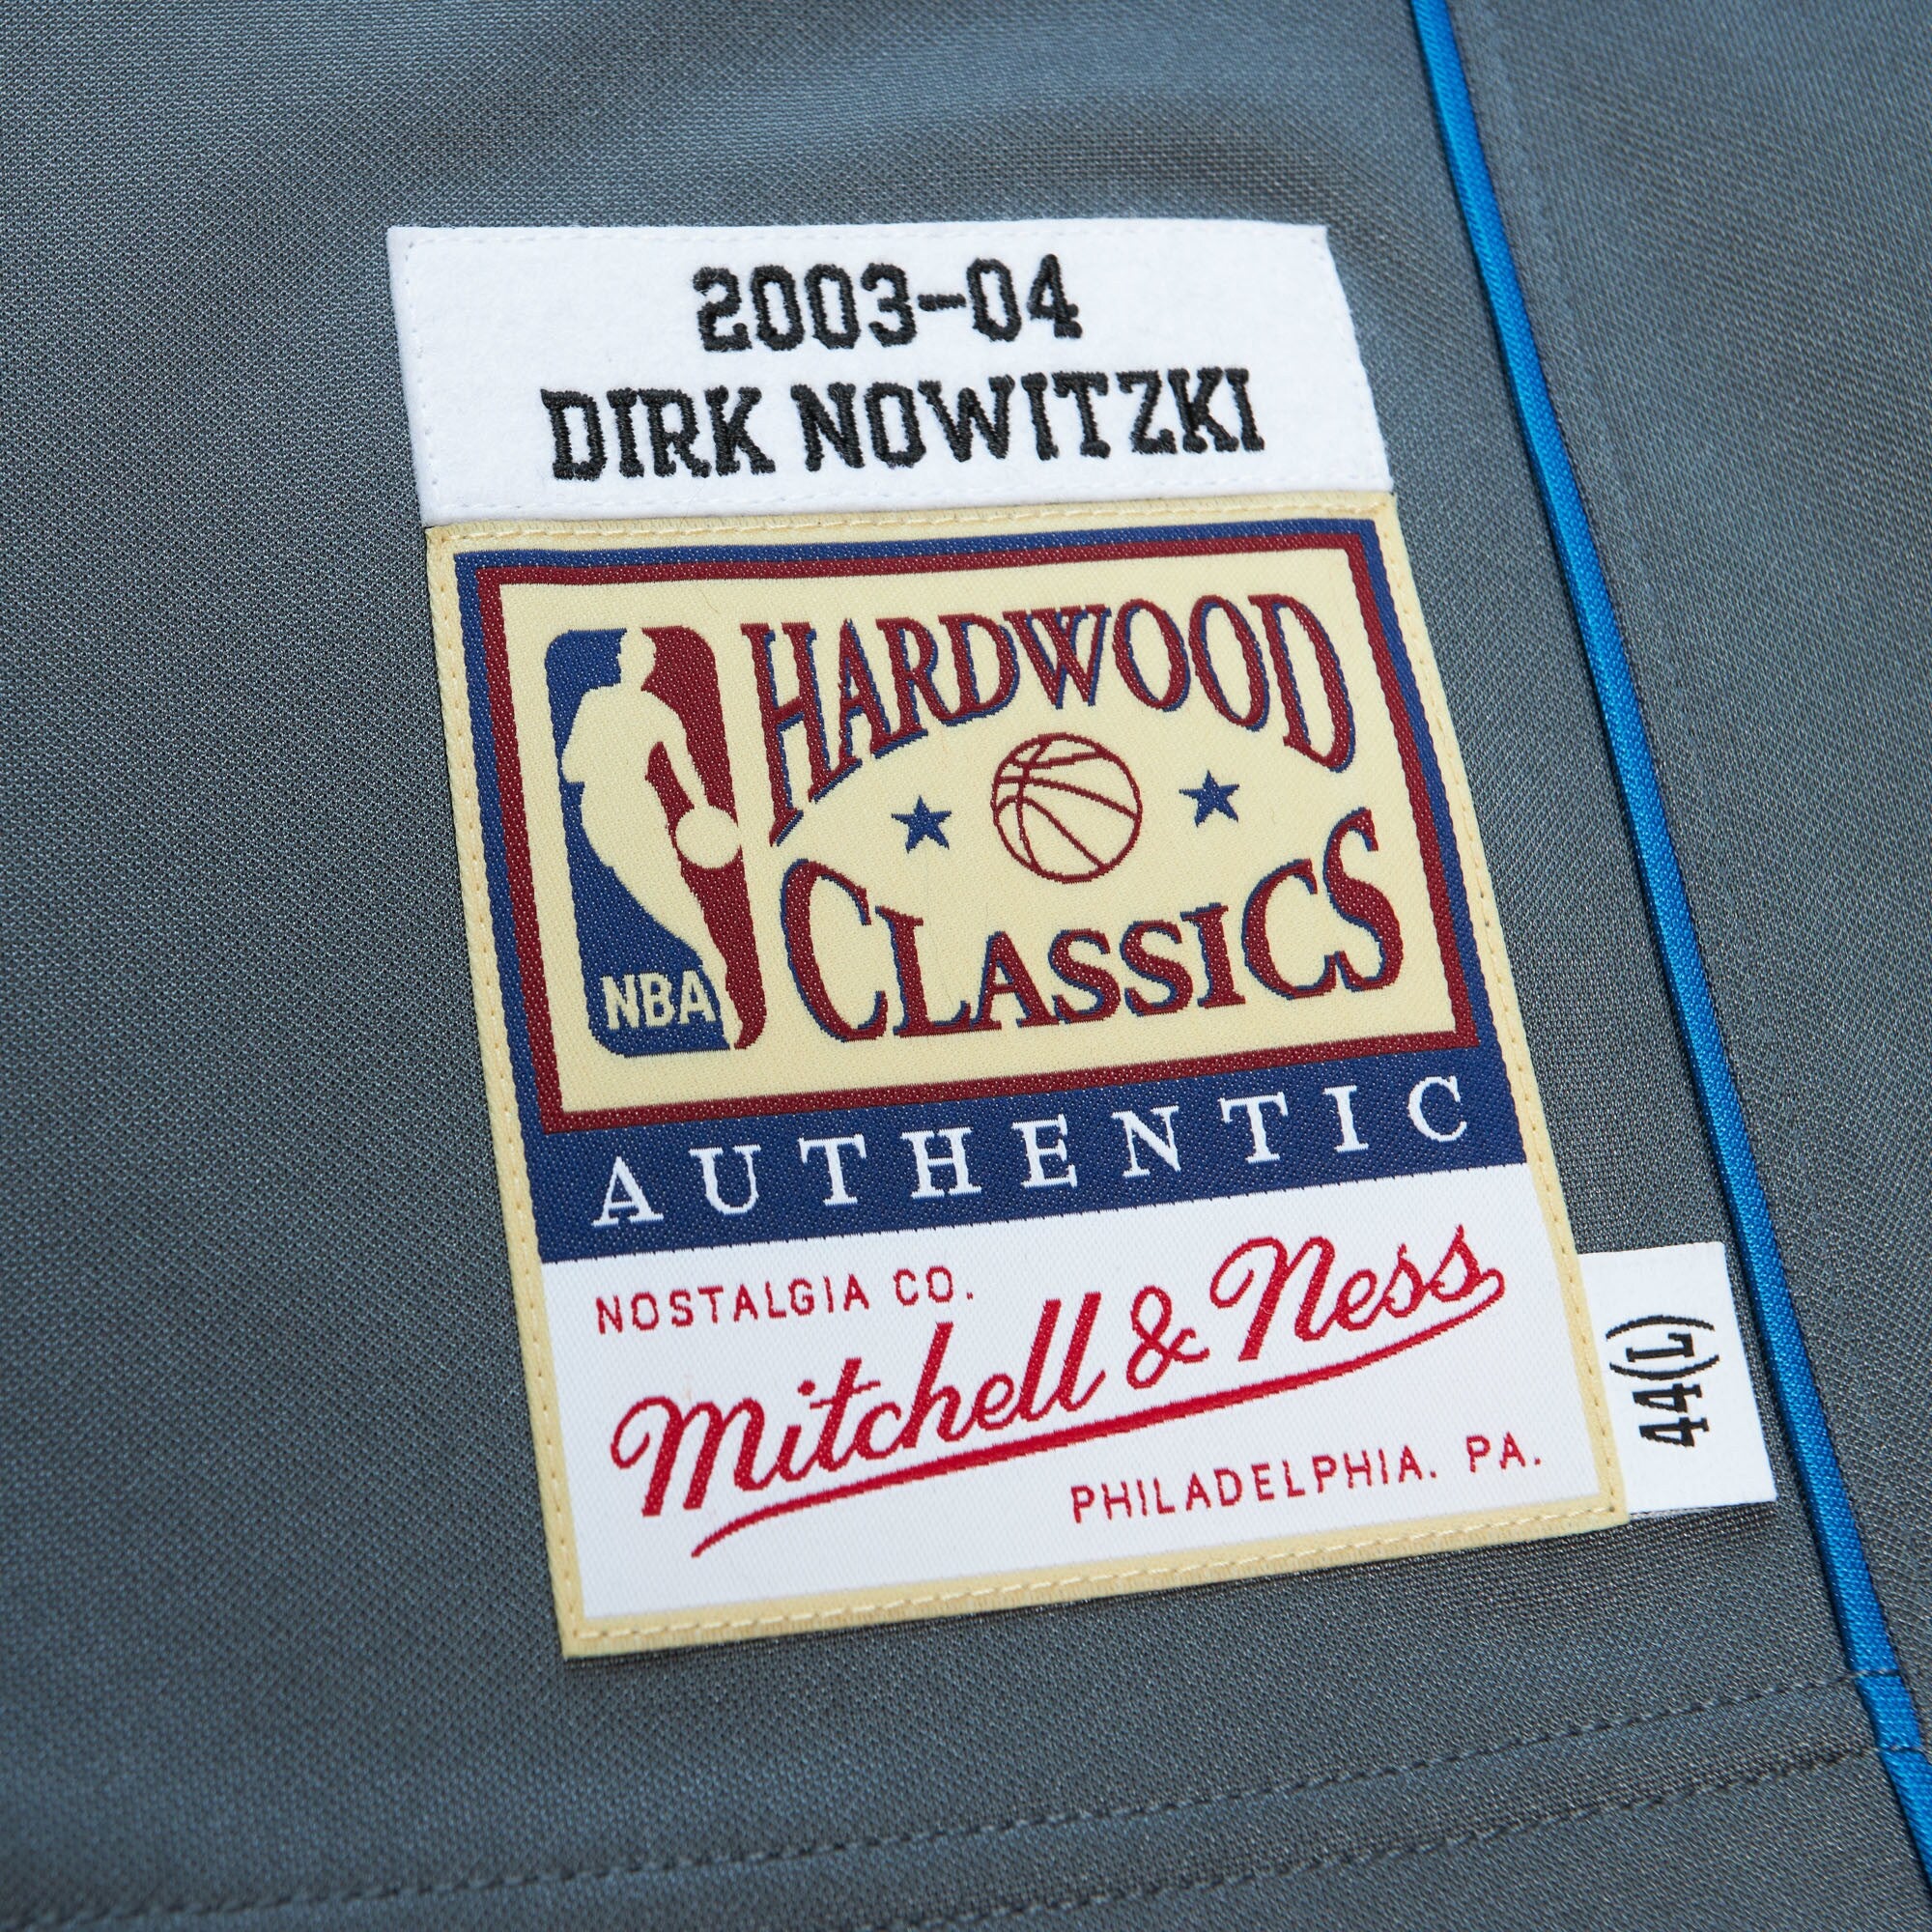 2003-04
DIRK NOWITZKI
HARDWOOD
CLASSICS
NBA
AUTHENTIC
NOSTALGIA CO.
Mitchell & Ness
PHILADELPHIA. PA.
44(L)